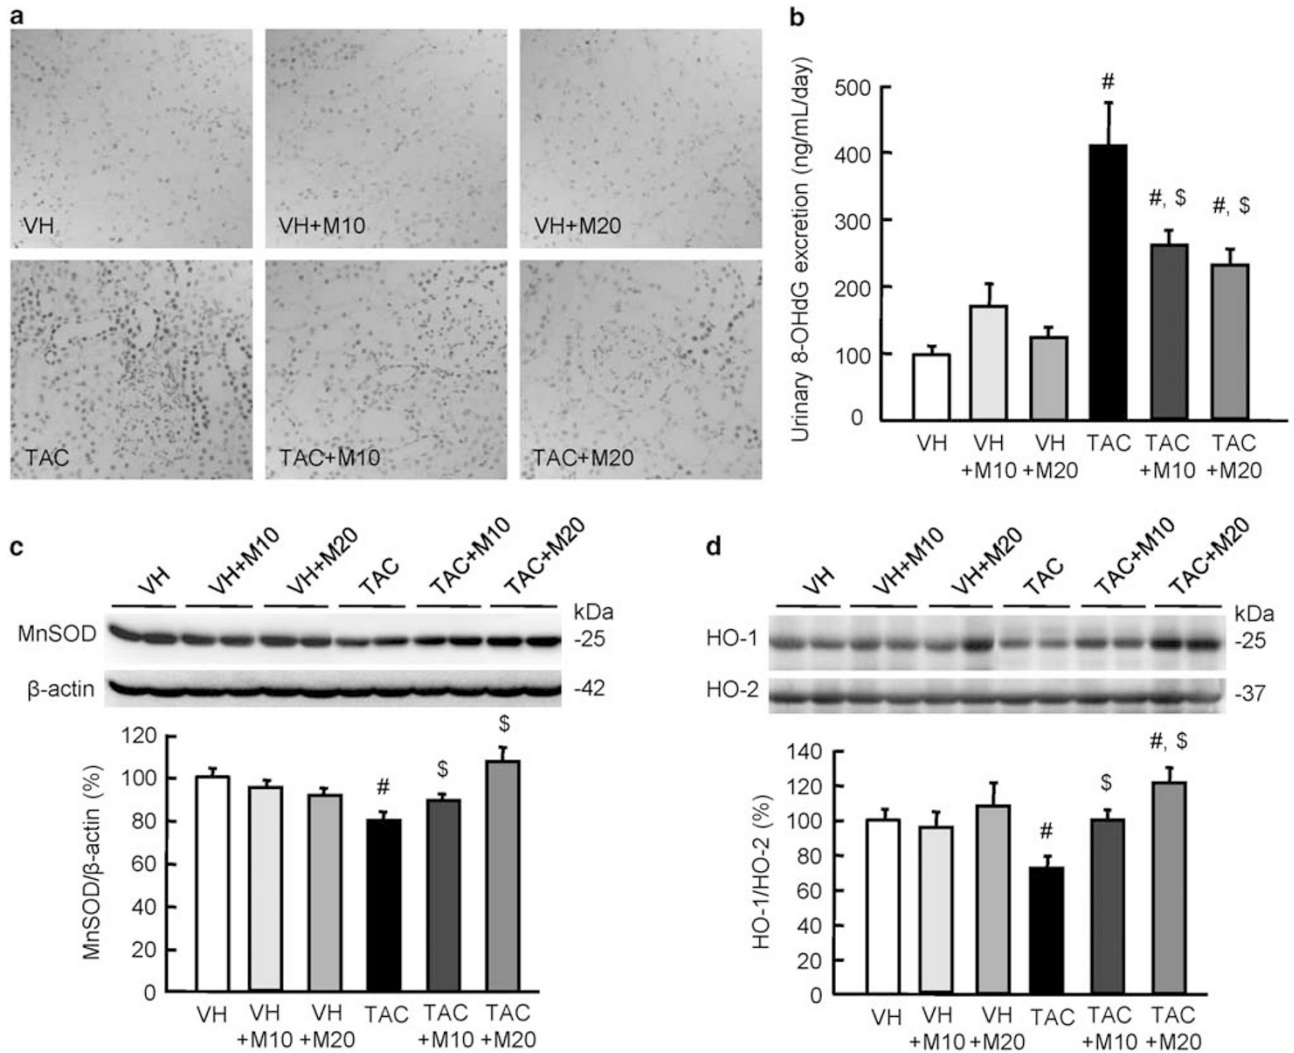 a
VH
VH+M10
VH+M20
TAC
TAC+M10
TAC+M20
b
Urinary 8-OHdG excretion (ng/mL/day)
500
400
300
200
100
0
#
#, $
#, $
VH VH VH TAC TAC TAC
+M10 +M20 +M10 +M20
c
VH VH+M10 VH+M20 TAC TAC+M10 TAC+M20
kDa
MnSOD -25
β-actin -42
MnSOD/β-actin (%)
120
100
80
60
40
20
0
#
$
$
VH VH VH TAC TAC TAC
+M10 +M20 +M10 +M20
d
VH VH+M10 VH+M20 TAC TAC+M10 TAC+M20
kDa
HO-1 -25
HO-2 -37
HO-1/HO-2 (%)
140
120
100
80
60
40
20
0
#
$
#, $
VH VH VH TAC TAC TAC
+M10 +M20 +M10 +M20